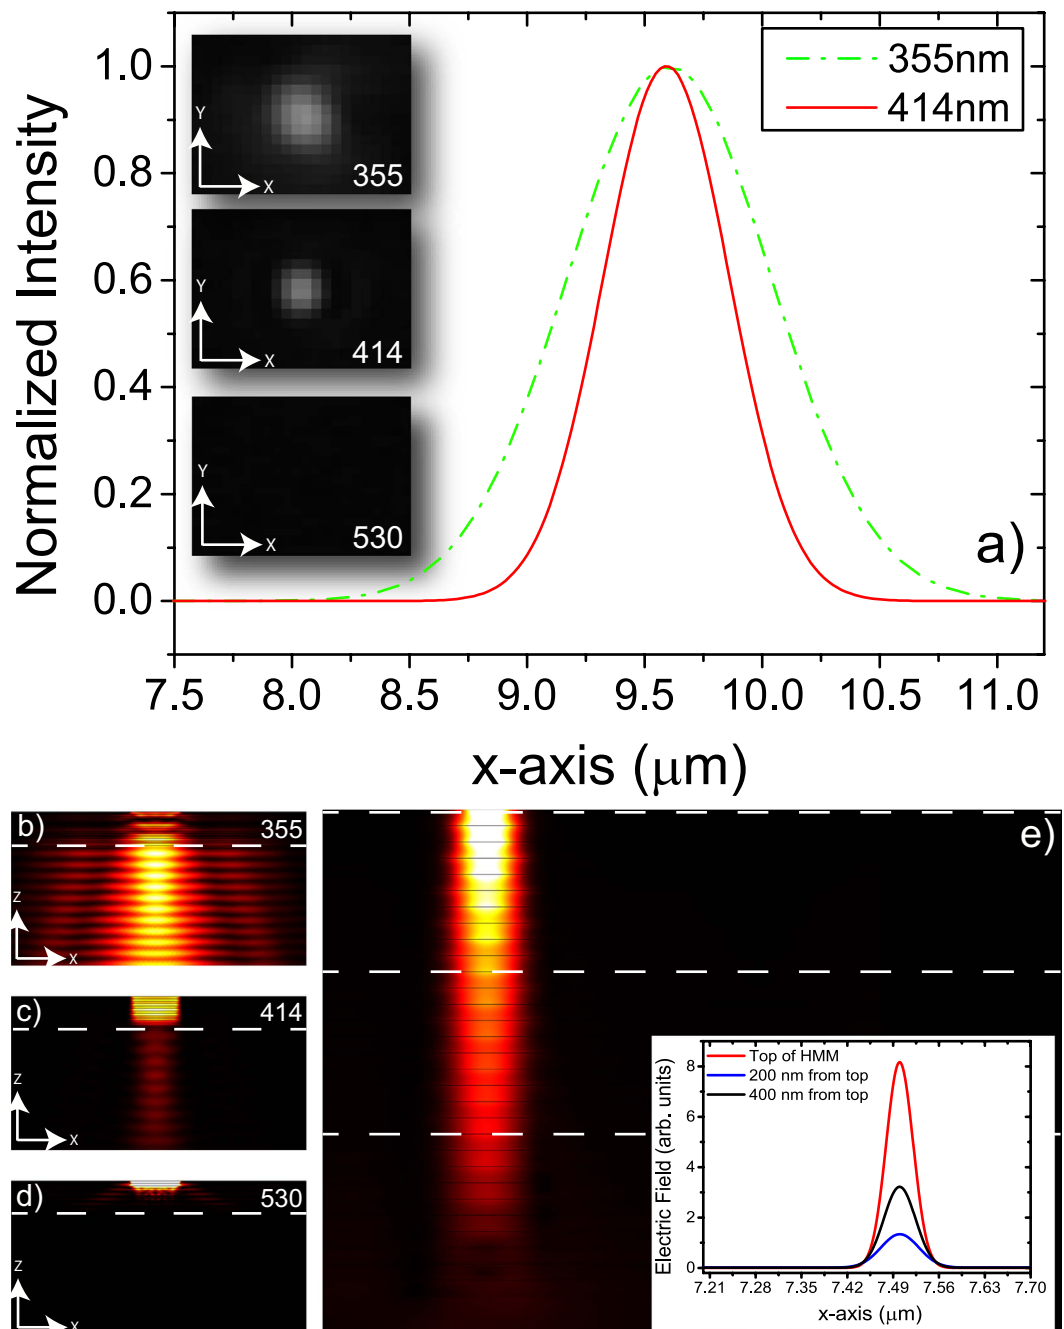 355nm
414nm
Normalized Intensity
1.0
0.8
0.6
0.4
0.2
0.0
Y
X
355
Y
X
414
Y
X
530
a)
7.5 8.0 8.5 9.0 9.5 10.0 10.5 11.0
x-axis (μm)
b) 355
Z
X
c) 414
Z
X
d) 530
Z
X
e)
Top of HMM
200 nm from top
400 nm from top
Electric Field (arb. units)
8
6
4
2
0
7.21 7.28 7.35 7.42 7.49 7.56 7.63 7.70
x-axis (μm)